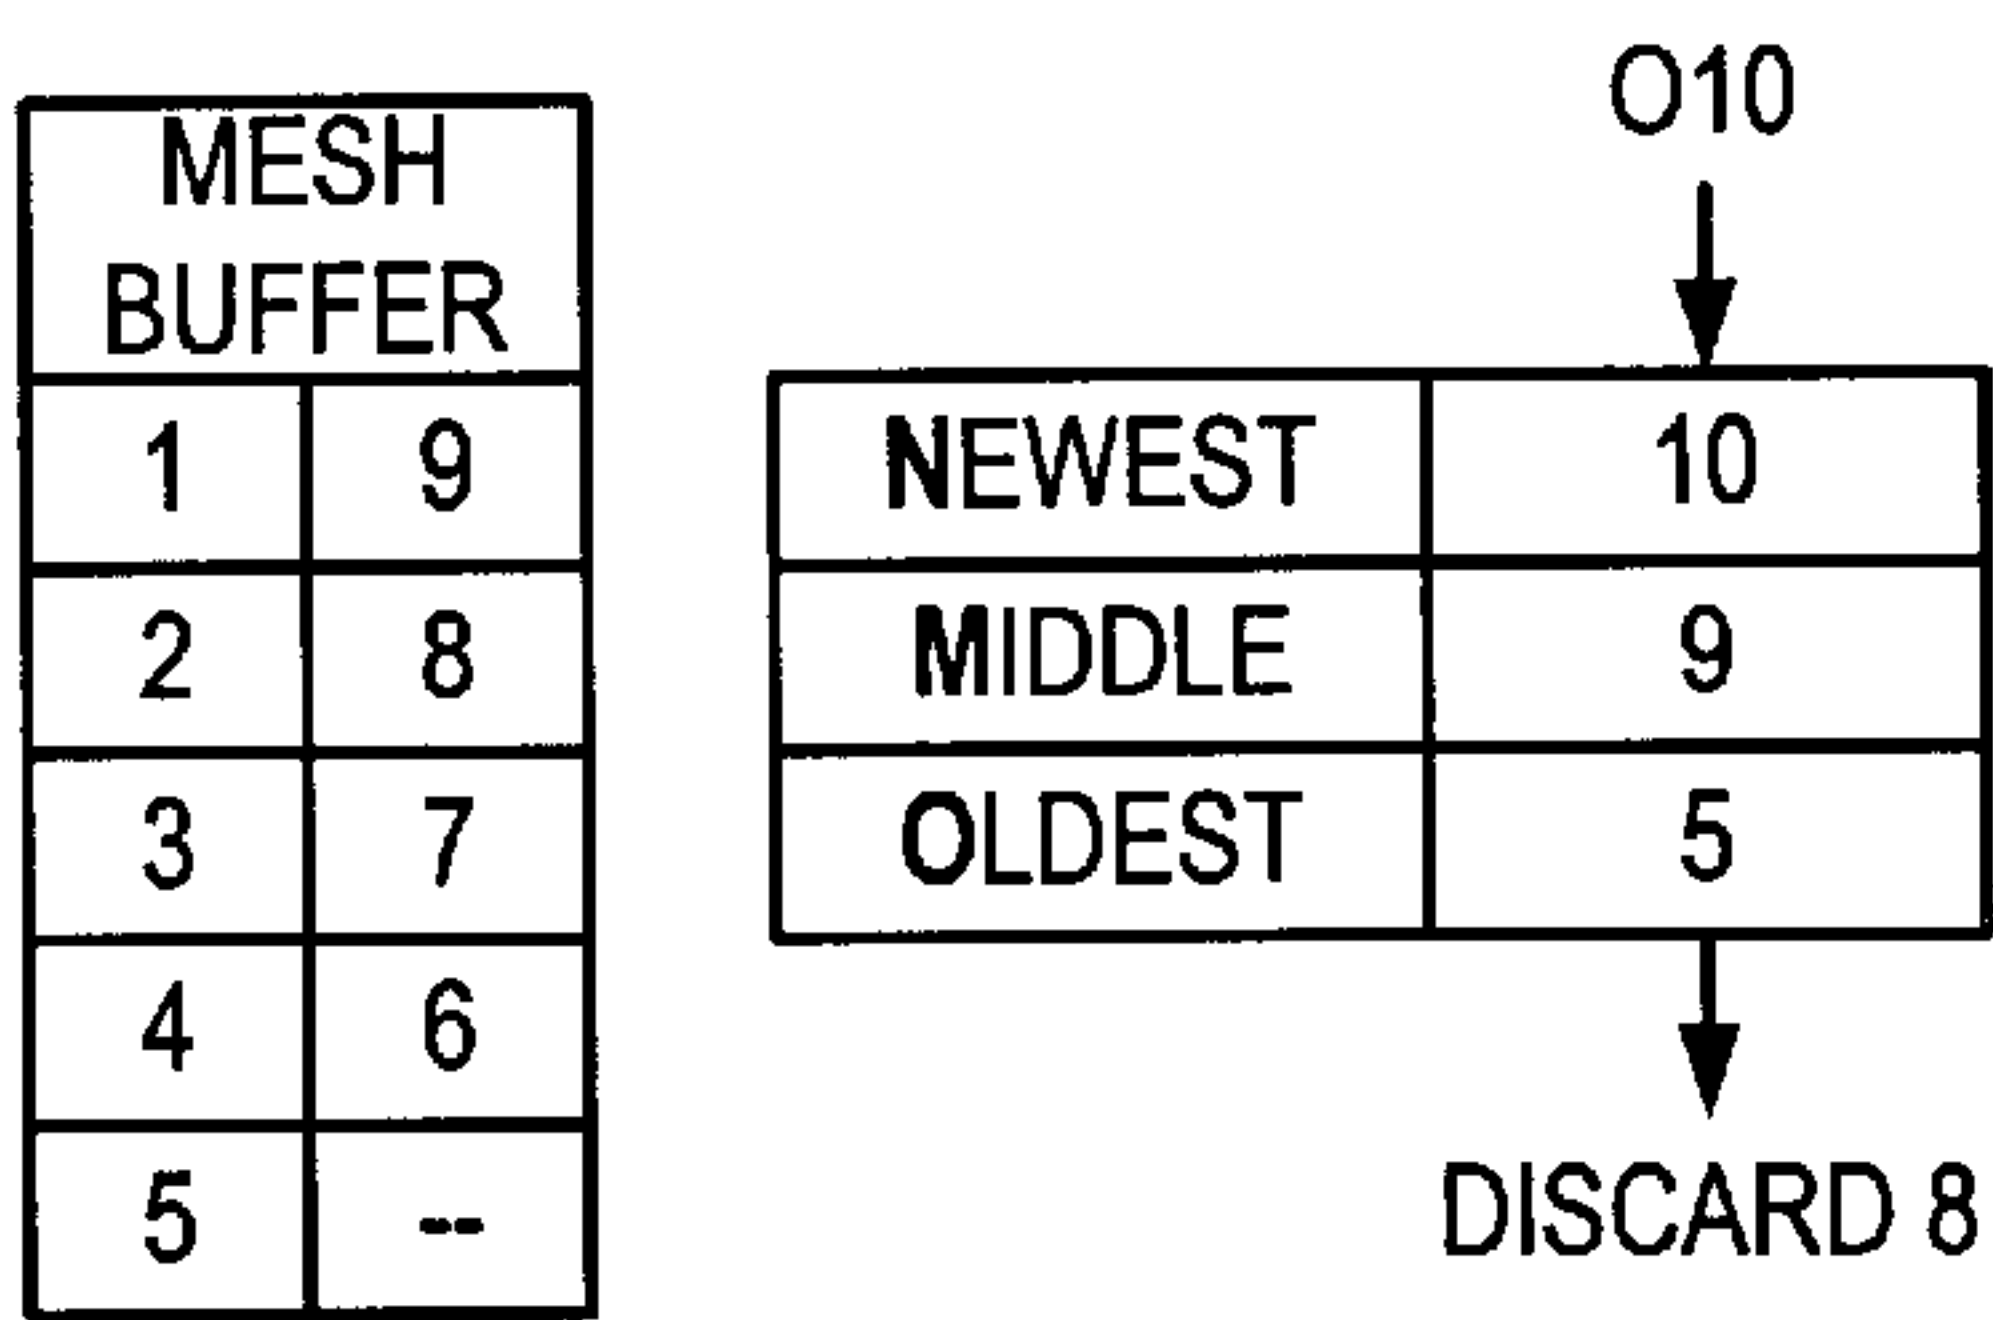 MESH
BUFFER
1 9
2 8
3 7
4 6
5 --
O10
NEWEST 10
MIDDLE 9
OLDEST 5
DISCARD 8